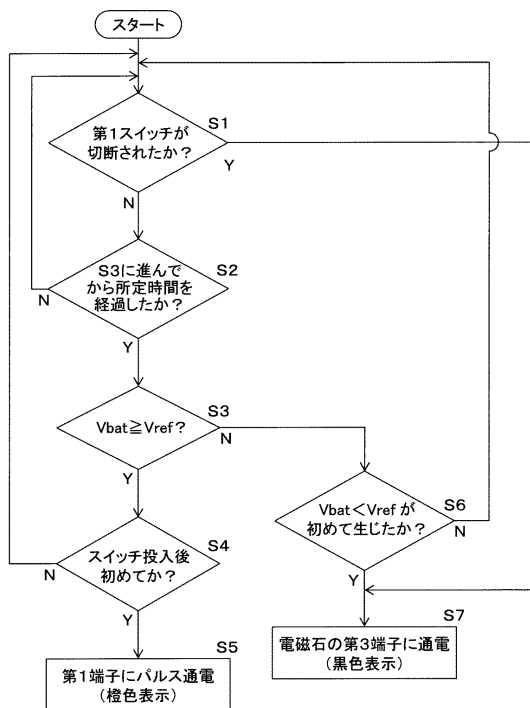 スタート
第1スイッチが
切断されたか?
S1
Y
N
S3に進んで
から所定時間を
経過したか?
S2
N
Y
Vbat≧Vref?
S3
N
Y
Vbat<Vref が
初めて生じたか?
S6
N
Y
スイッチ投入後
初めてか?
S4
N
Y
第1端子にパルス通電
(橙色表示)
S5
電磁石の第3端子に通電
(黒色表示)
S7